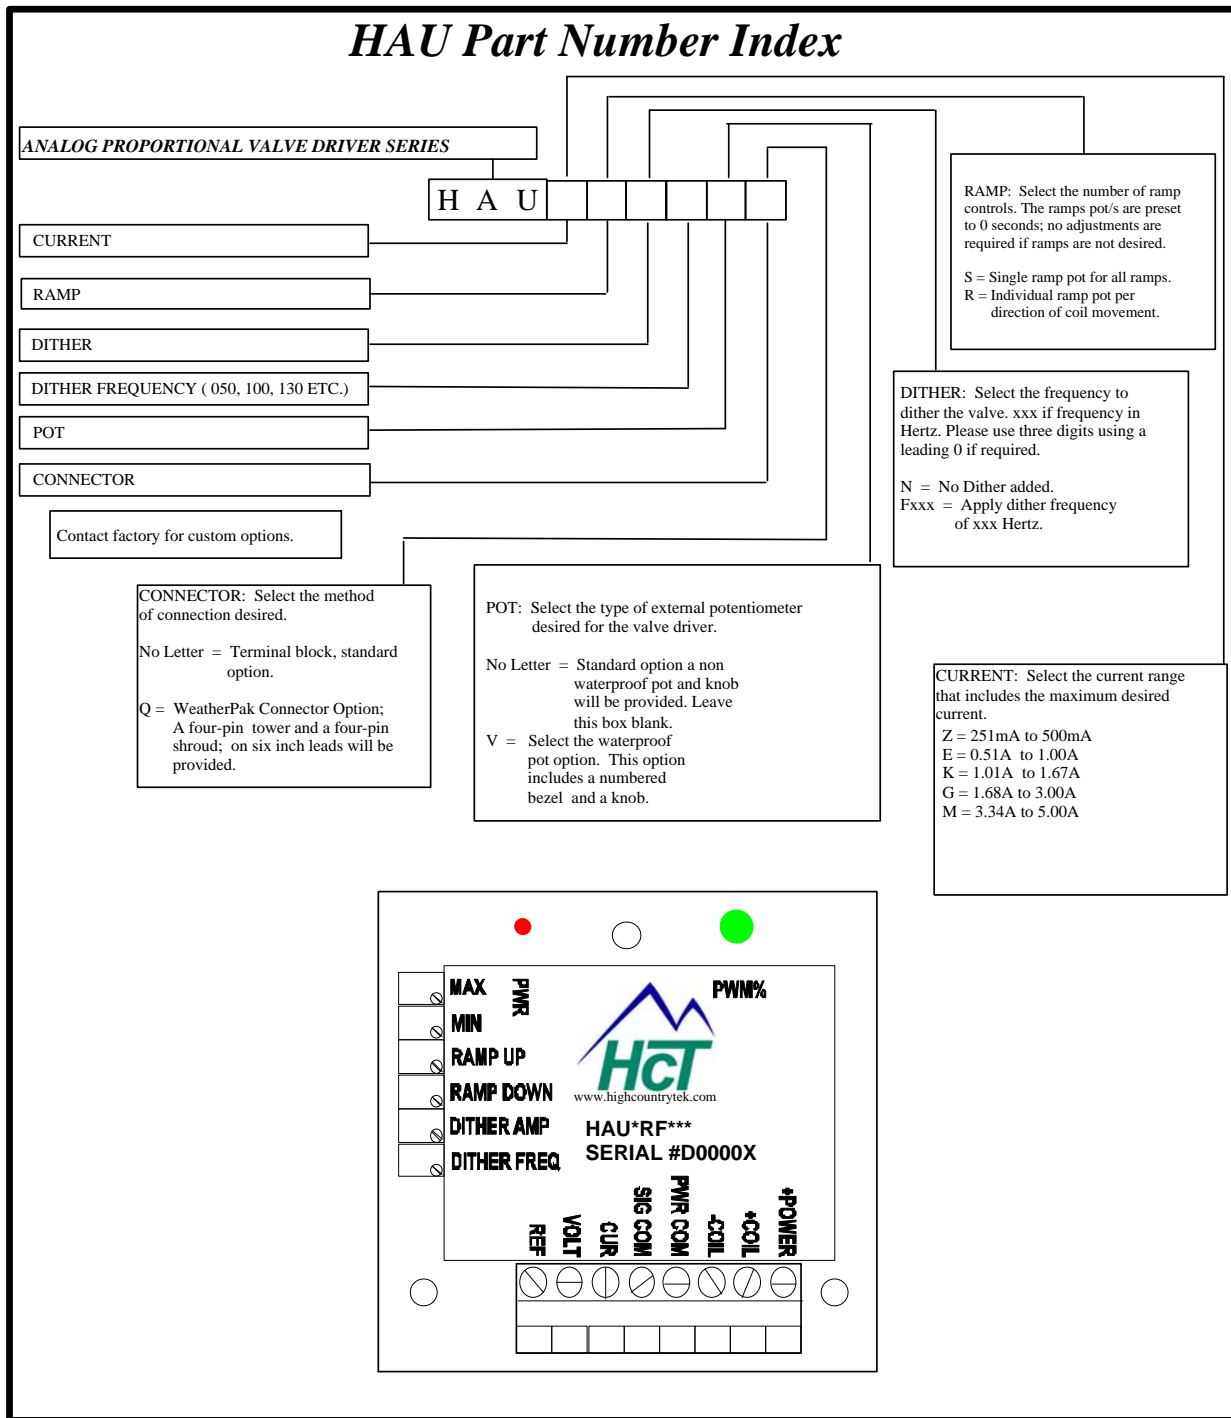 HAU Part Number Index
ANALOG PROPORTIONAL VALVE DRIVER SERIES
H A U
CURRENT
RAMP
DITHER
DITHER FREQUENCY ( 050, 100, 130 ETC.)
POT
CONNECTOR
Contact factory for custom options.
RAMP: Select the number of ramp
controls. The ramps pot/s are preset
to 0 seconds; no adjustments are
required if ramps are not desired.
S = Single ramp pot for all ramps.
R = Individual ramp pot per
direction of coil movement.
DITHER: Select the frequency to
dither the valve. xxx if frequency in
Hertz. Please use three digits using a
leading 0 if required.
N = No Dither added.
Fxxx = Apply dither frequency
of xxx Hertz.
CONNECTOR: Select the method
of connection desired.
No Letter = Terminal block, standard
option.
Q = WeatherPak Connector Option;
A four-pin tower and a four-pin
shroud; on six inch leads will be
provided.
POT: Select the type of external potentiometer
desired for the valve driver.
No Letter = Standard option a non
waterproof pot and knob
will be provided. Leave
this box blank.
V = Select the waterproof
pot option. This option
includes a numbered
bezel and a knob.
CURRENT: Select the current range
that includes the maximum desired
current.
Z = 251mA to 500mA
E = 0.51A to 1.00A
K = 1.01A to 1.67A
G = 1.68A to 3.00A
M = 3.34A to 5.00A
MAX
MIN
RAMP UP
RAMP DOWN
DITHER AMP
DITHER FREQ
PWR
PWM%
HCT
www.highcountrytek.com
HAU*RF***
SERIAL #D0000X
REF
VOLT
CUR
SIG COM
PWR COM
-COIL
+COIL
+POWER